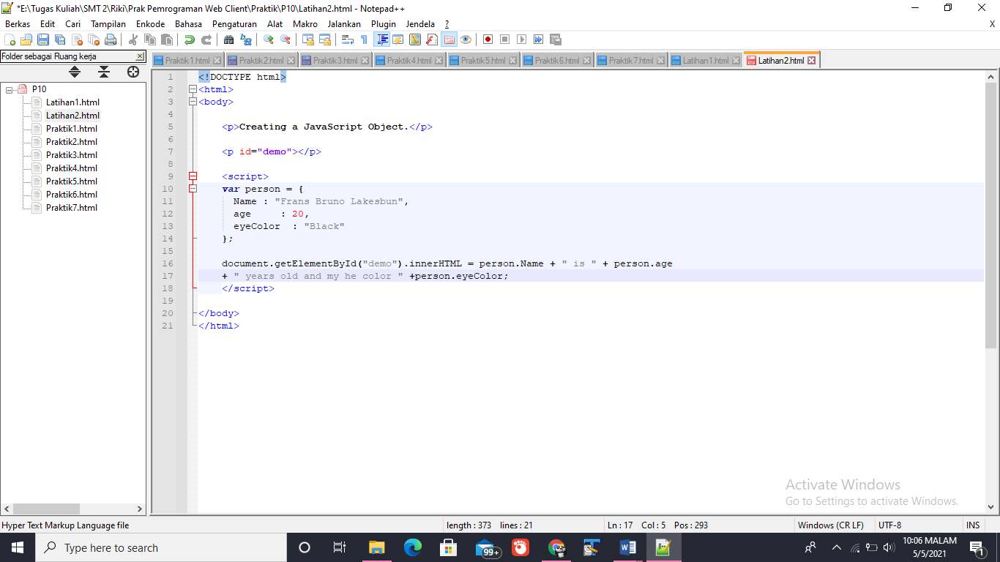 *E:\Tugas Kuliah\SMT 2\Riki\Prak Pemrograman Web Client\Praktik\P10\Latihan2.html - Notepad++
Berkas Edit Cari Tampilan Enkode Bahasa Pengaturan Alat Makro Jalankan Plugin Jendela ? X
Folder sebagai Ruang kerja
Praktik1.html Praktik2.html Praktik3.html Praktik4.html Praktik5.html Praktik6.html Praktik7.html Latihan1.html Latihan2.html
P10
Latihan1.html
Latihan2.html
Praktik1.html
Praktik2.html
Praktik3.html
Praktik4.html
Praktik5.html
Praktik6.html
Praktik7.html
1 <!DOCTYPE html>
2 <html>
3 <body>
4
5 <p>Creating a JavaScript Object.</p>
6
7 <p id="demo"></p>
8
9 <script>
10 var person = {
11 Name : "Frans Bruno Lakesbun",
12 age : 20,
13 eyeColor : "Black"
14 };
15
16 document.getElementById("demo").innerHTML = person.Name + " is " + person.age
17 + " years old and my he color " +person.eyeColor;
18 </script>
19
20 </body>
21 </html>
Activate Windows
Go to Settings to activate Windows.
Hyper Text Markup Language file length : 373 lines : 21 Ln : 17 Col : 5 Pos : 293 Windows (CR LF) UTF-8 INS
Type here to search
99+
10:06 MALAM
5/5/2021
1